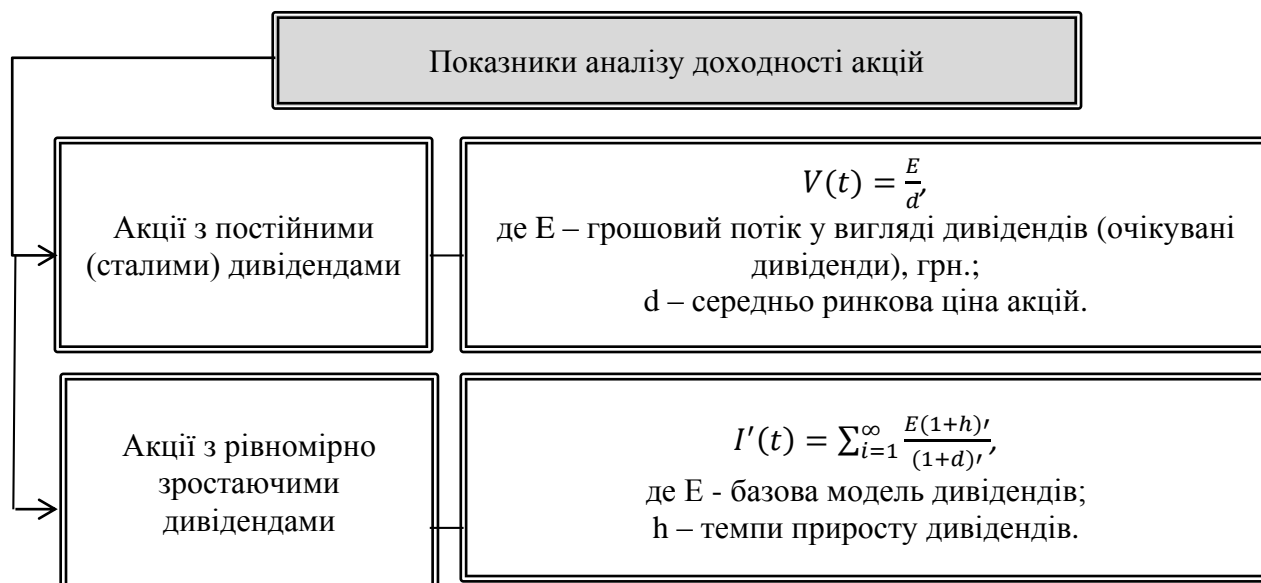 Показники аналізу доходності акцій
Акції з постійними
(сталими) дивідендами
V(t) = E/d,
де E – грошовий потік у вигляді дивідендів (очікувані
дивіденди), грн.;
d – середньо ринкова ціна акцій.
Акції з рівномірно
зростаючими
дивідендами
I′(t) = ∑_{i=1}^{∞} E(1+h)′/(1+d)′,
де E - базова модель дивідендів;
h – темпи приросту дивідендів.